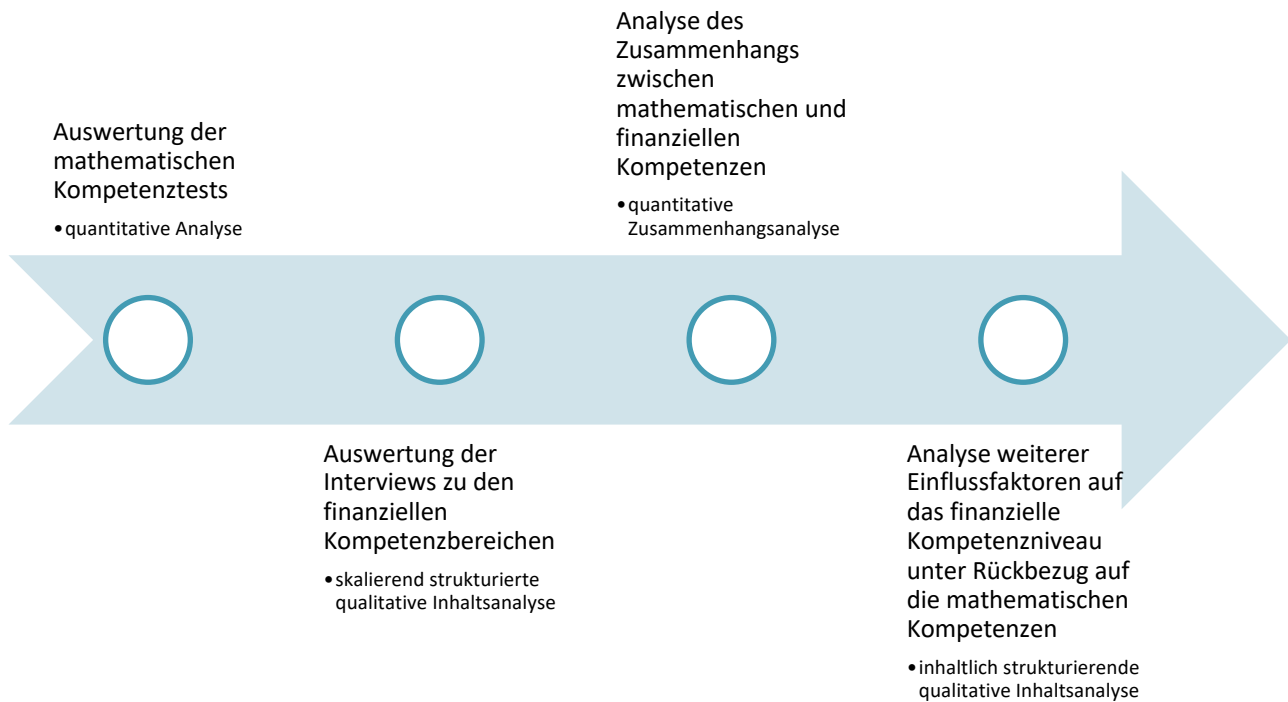 Auswertung der
mathematischen
Kompetenztests
•quantitative Analyse
Auswertung der
Interviews zu den
finanziellen
Kompetenzbereichen
•skalierend strukturierte
qualitative Inhaltsanalyse
Analyse des
Zusammenhangs
zwischen
mathematischen und
finanziellen
Kompetenzen
•quantitative
Zusammenhangsanalyse
Analyse weiterer
Einflussfaktoren auf
das finanzielle
Kompetenzniveau
unter Rückbezug auf
die mathematischen
Kompetenzen
•inhaltlich strukturierende
qualitative Inhaltsanalyse